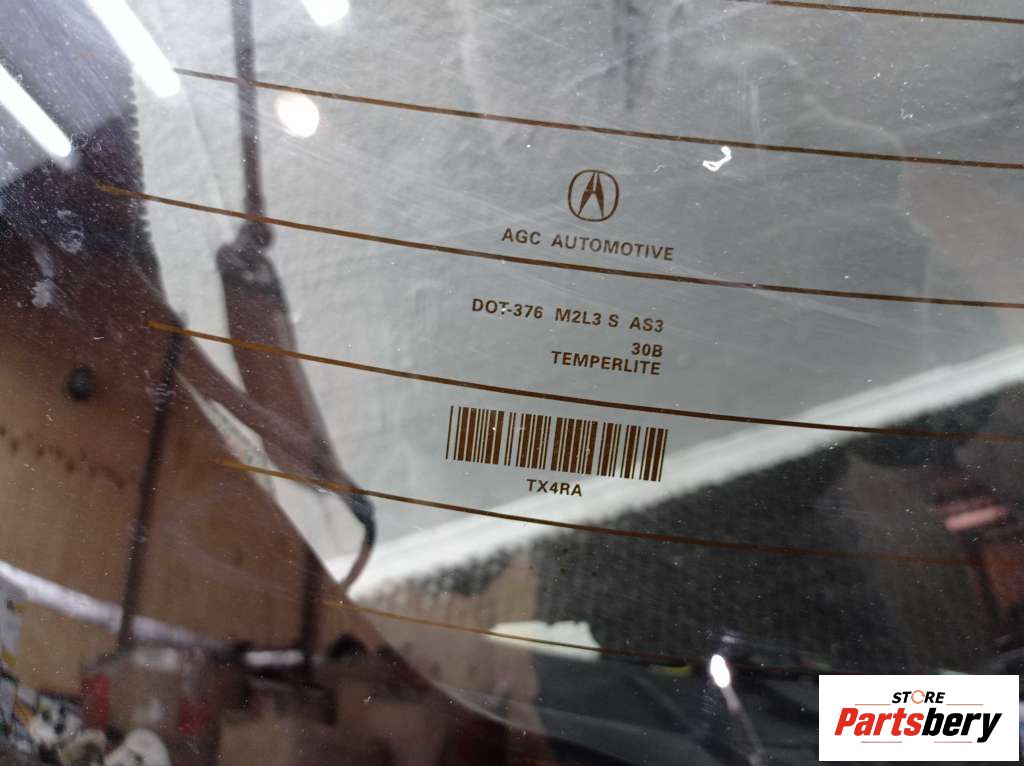 AGC AUTOMOTIVE
DOT-376 M2L3 S AS3
30B
TEMPERLITE
TX4RA
STORE
Partsbery